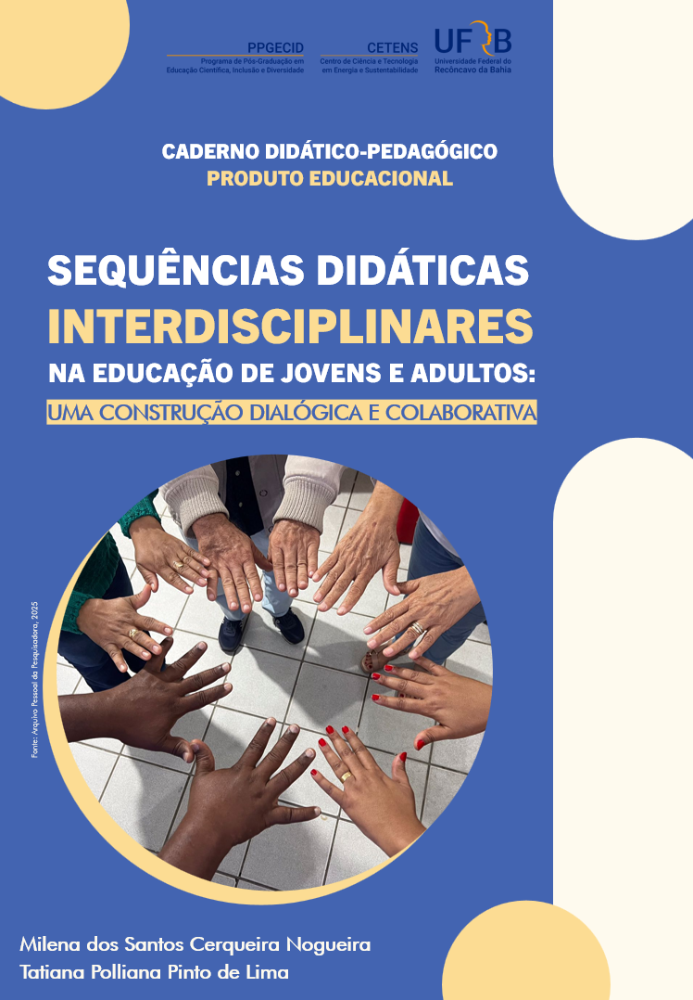 PPGECID
Programa de Pós-Graduação em
Educação Científica, Inclusão e Diversidade
CETENS
Centro de Ciência e Tecnologia
em Energia e Sustentabilidade
UFRB
Universidade Federal do
Recôncavo da Bahia
CADERNO DIDÁTICO-PEDAGÓGICO
PRODUTO EDUCACIONAL
SEQUÊNCIAS DIDÁTICAS
INTERDISCIPLINARES
NA EDUCAÇÃO DE JOVENS E ADULTOS:
UMA CONSTRUÇÃO DIALÓGICA E COLABORATIVA
Fonte: Arquivo Pessoal da Pesquisadora, 2025
Milena dos Santos Cerqueira Nogueira
Tatiana Polliana Pinto de Lima